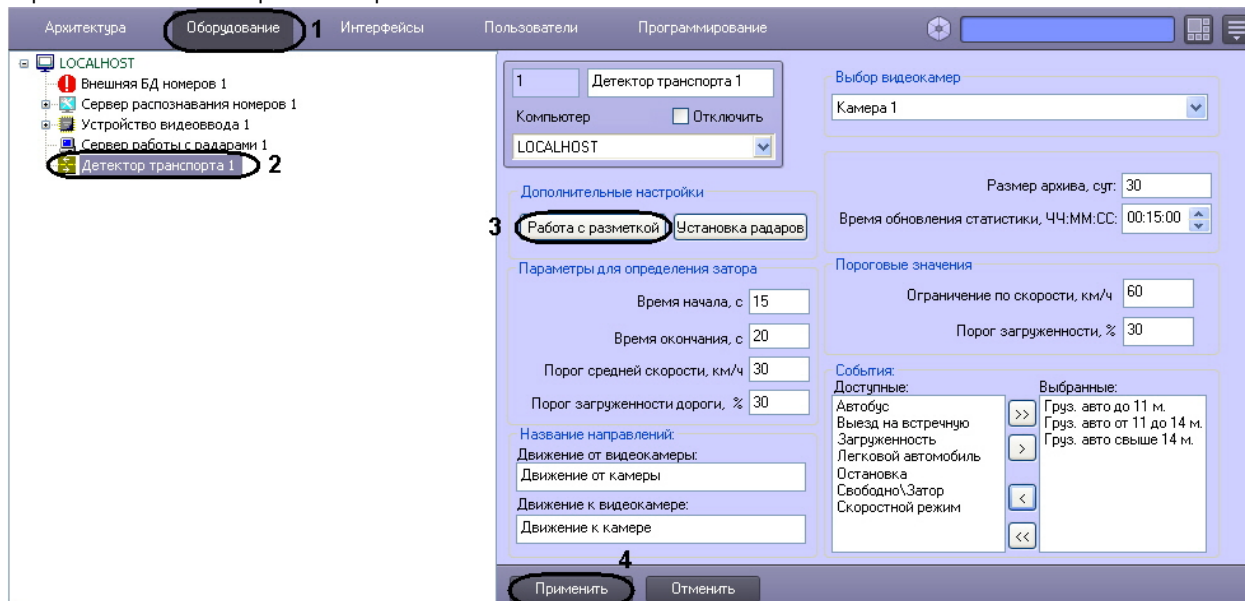 Архитектура Оборудование 1 Интерфейсы Пользователи Программирование
LOCALHOST
Внешняя БД номеров 1
Сервер распознавания номеров 1
Устройство видеоввода 1
Сервер работы с радарами 1
Детектор транспорта 1 2
1 Детектор транспорта 1
Компьютер Отключить
LOCALHOST
Дополнительные настройки
3 Работа с разметкой Установка радаров
Параметры для определения затора
Время начала, с 15
Время окончания, с 20
Порог средней скорости, км/ч 30
Порог загруженности дороги, % 30
Название направлений:
Движение от видеокамеры:
Движение от камеры
Движение к видеокамере:
Движение к камере
Выбор видеокамер
Камера 1
Размер архива, сут: 30
Время обновления статистики, ЧЧ:ММ:СС: 00:15:00
Пороговые значения
Ограничение по скорости, км/ч 60
Порог загруженности, % 30
События:
Доступные: Выбранные:
Автобус
Выезд на встречную
Загруженность
Легковой автомобиль
Остановка
Свободно\Затор
Скоростной режим
>>
>
<
<<
Груз. авто до 11 м.
Груз. авто от 11 до 14 м.
Груз. авто свыше 14 м.
4
Применить Отменить